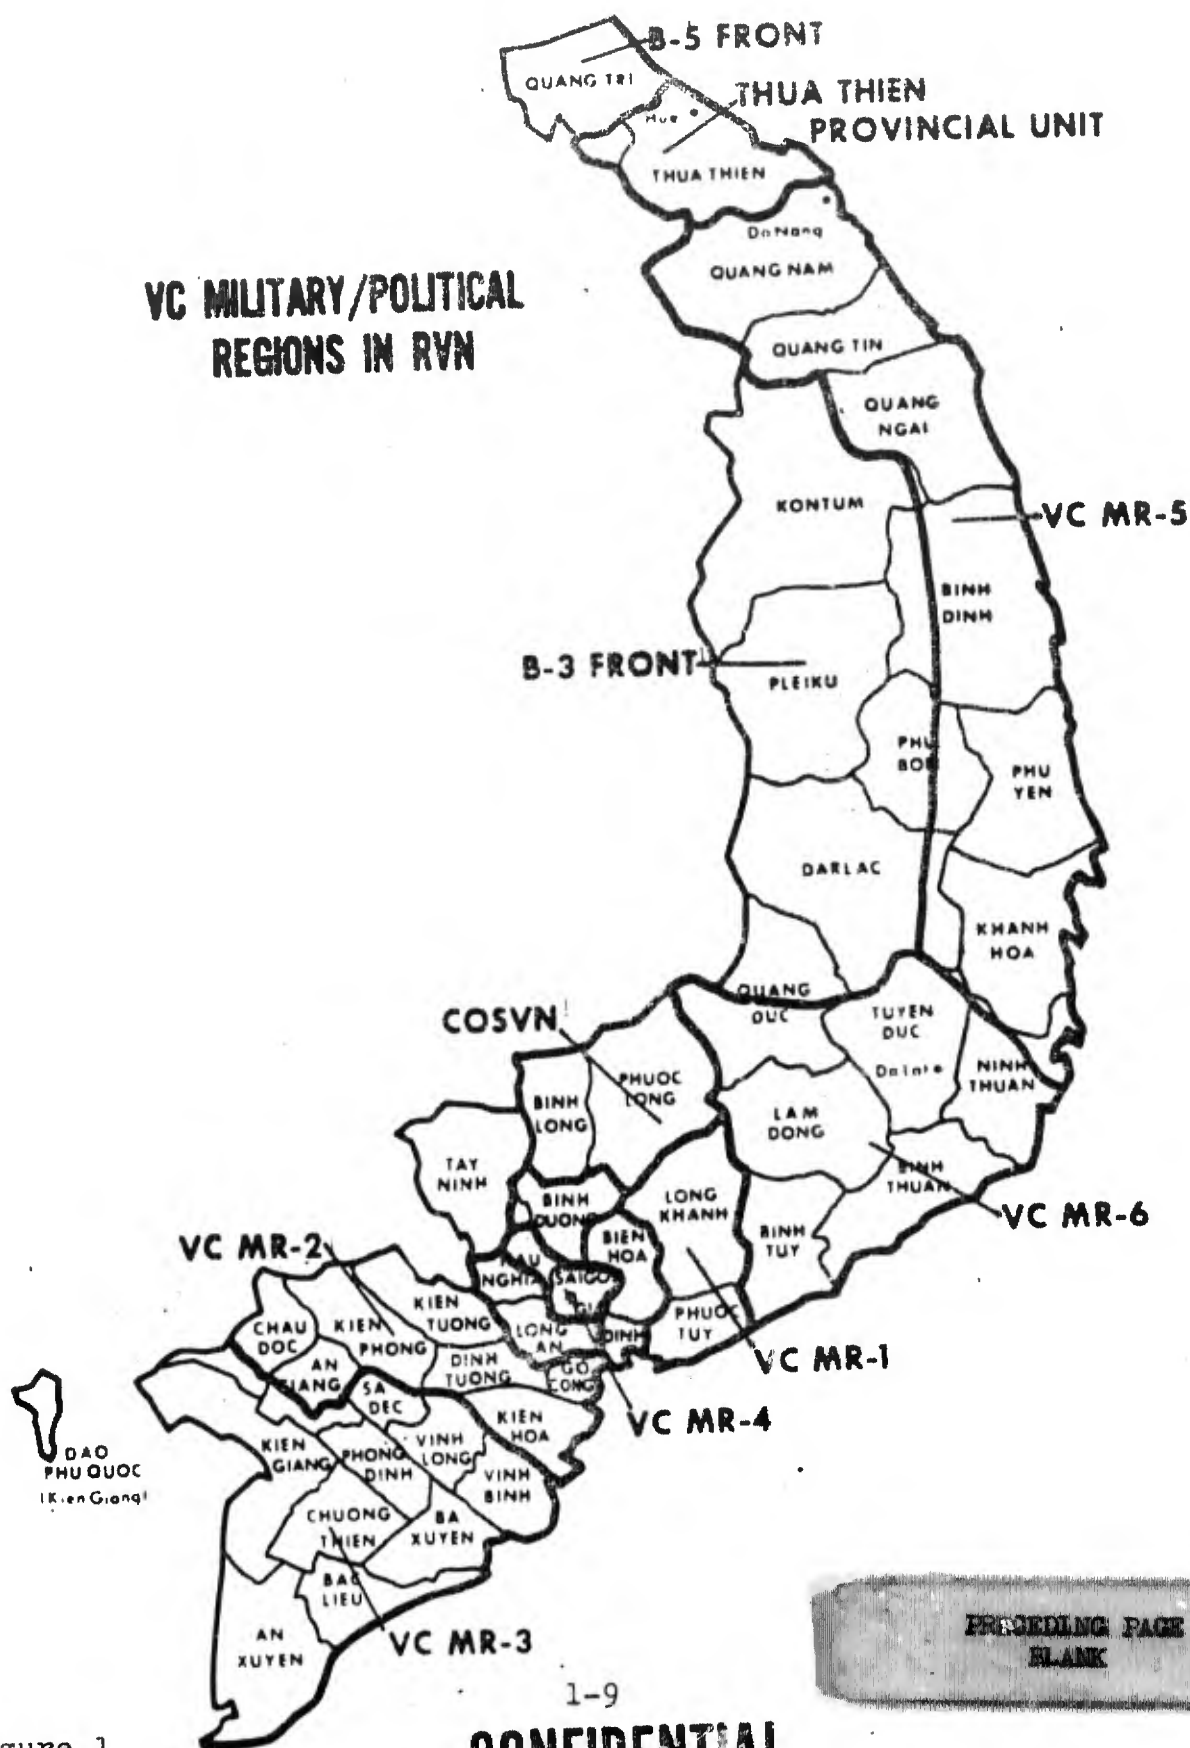 B-5 FRONT
QUANG TRI
THUA THIEN
PROVINCIAL UNIT
Hue
THUA THIEN
Da Nang
QUANG NAM
VC MILITARY/POLITICAL
REGIONS IN RVN
QUANG TIN
QUANG
NGAI
KONTUM
VC MR-5
BINH
DINH
B-3 FRONT
PLEIKU
PHU
BON
PHU
YEN
DARLAC
KHANH
HOA
QUANG
DUC
TUYEN
DUC
COSVN
PHUOC
LONG
BINH
LONG
NINH
THUAN
LAM
DONG
TAY
NINH
BINH
THUAN
BINH
DUONG
LONG
KHANH
VC MR-6
BIEN
HOA
BINH
TUY
VC MR-2
HAU
NGHIA
SAIGO
GI
DINH
KIEN
TUONG
PHUOC
TUY
CHAU
DOC
KIEN
PHONG
LONG
AN
VC MR-1
AN
GIANG
DINH
TUONG
GO
CONG
SA
DEC
VC MR-4
KIEN
HOA
DAO
PHU QUOC
(Kien Giang)
KIEN
GIANG
PHONG
DINH
VINH
LONG
VINH
BINH
CHUONG
THIEN
BA
XUYEN
BAC
LIEU
AN
XUYEN
VC MR-3
PRECEDING PAGE
BLANK
1-9
CONFIDENTIAL
gure 1